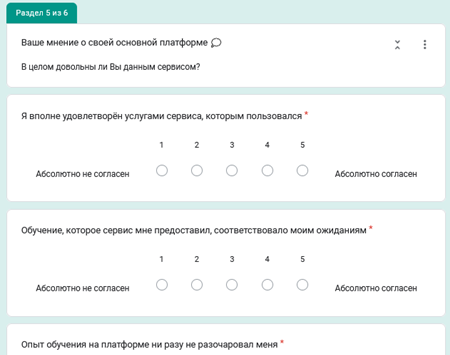 Раздел 5 из 6
Ваше мнение о своей основной платформе 💬
В целом довольны ли Вы данным сервисом?
Я вполне удовлетворён услугами сервиса, которым пользовался *
1 2 3 4 5
Абсолютно не согласен Абсолютно согласен
Обучение, которое сервис мне предоставил, соответствовало моим ожиданиям *
1 2 3 4 5
Абсолютно не согласен Абсолютно согласен
Опыт обучения на платформе ни разу не разочаровал меня *